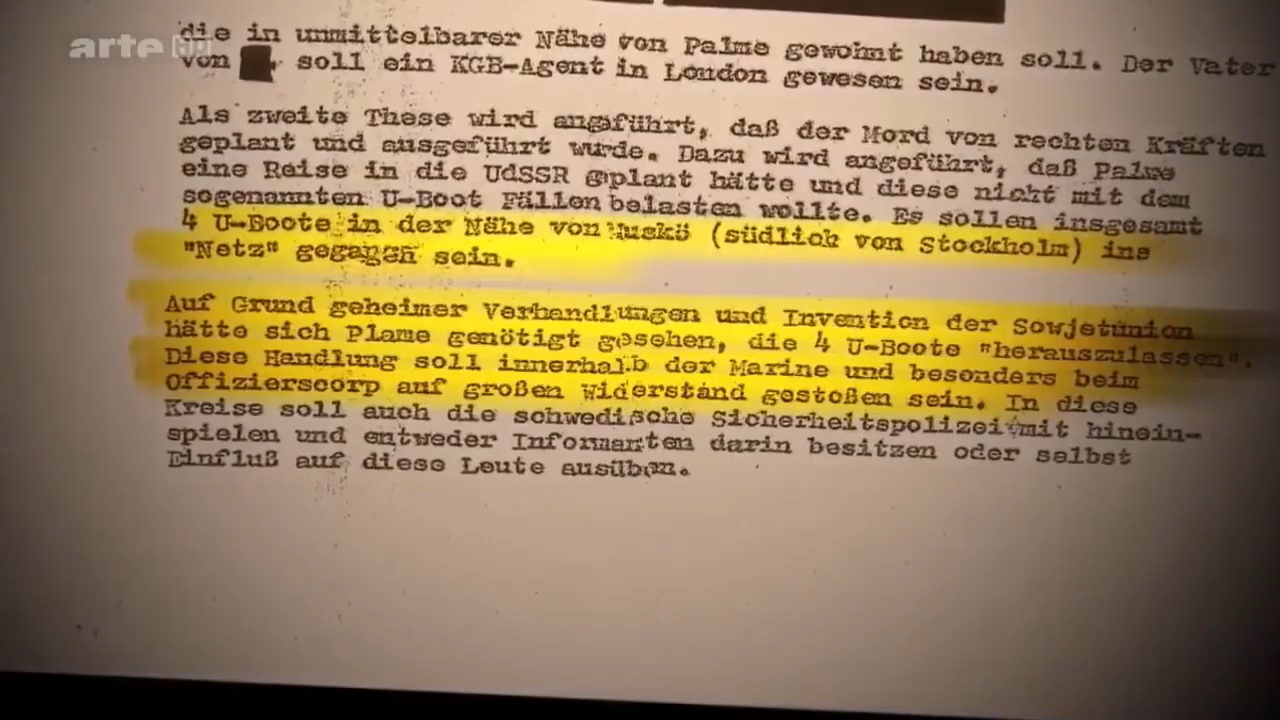 arte HD
die in unmittelbarer Nähe von Palme gewohnt haben soll. Der Vater
von soll ein KGB-Agent in London gewesen sein.
Als zweite These wird angeführt, daß der Mord von rechten Kräften
geplant und ausgeführt wurde. Dazu wird angeführt, daß Palme
eine Reise in die UdSSR geplant hätte und diese nicht mit dem
sogenannten U-Boot Fällen belasten wollte. Es sollen insgesamt
4 U-Boote in der Nähe von Muskö (südlich von Stockholm) ins
"Netz" gegagen sein.
Auf Grund geheimer Verhandlungen und Invention der Sowjetunion
hätte sich Plame genötigt gesehen, die 4 U-Boote "herauszulassen".
Diese Handlung soll innerhalb der Marine und besonders beim
Offizierscorp auf großen Widerstand gestoßen sein. In diese
Kreise soll auch die schwedische Sicherheitspolizei mit hinein-
spielen und entweder Informanten darin besitzen oder selbst
Einfluß auf diese Leute ausüben.